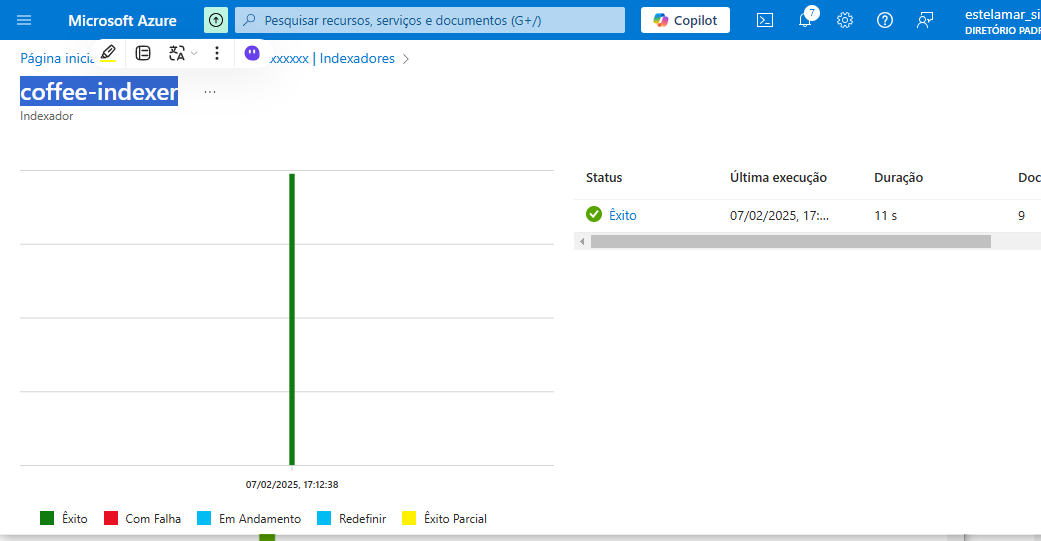 Microsoft Azure
Pesquisar recursos, serviços e documentos (G+/)
Copilot
7
estelamar_si
DIRETÓRIO PADR
Página inicia
xxxxxx | Indexadores
coffee-indexer
Indexador
Status Última execução Duração Doc
Êxito 07/02/2025, 17:... 11 s 9
07/02/2025, 17:12:38
Êxito Com Falha Em Andamento Redefinir Êxito Parcial